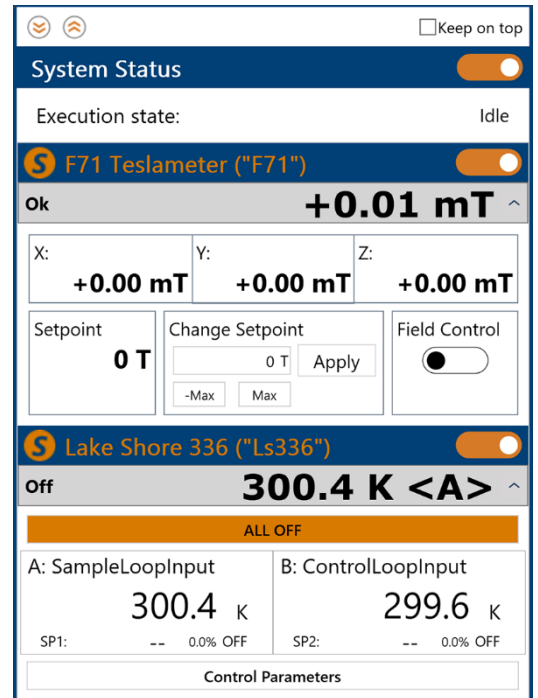 Keep on top
System Status
Execution state: Idle
S F71 Teslameter ("F71")
Ok +0.01 mT
X: Y: Z:
+0.00 mT +0.00 mT +0.00 mT
Setpoint Change Setpoint Field Control
0 T 0 T Apply
-Max Max
S Lake Shore 336 ("Ls336")
Off 300.4 K <A>
ALL OFF
A: SampleLoopInput B: ControlLoopInput
300.4 K 299.6 K
SP1: -- 0.0% OFF SP2: -- 0.0% OFF
Control Parameters